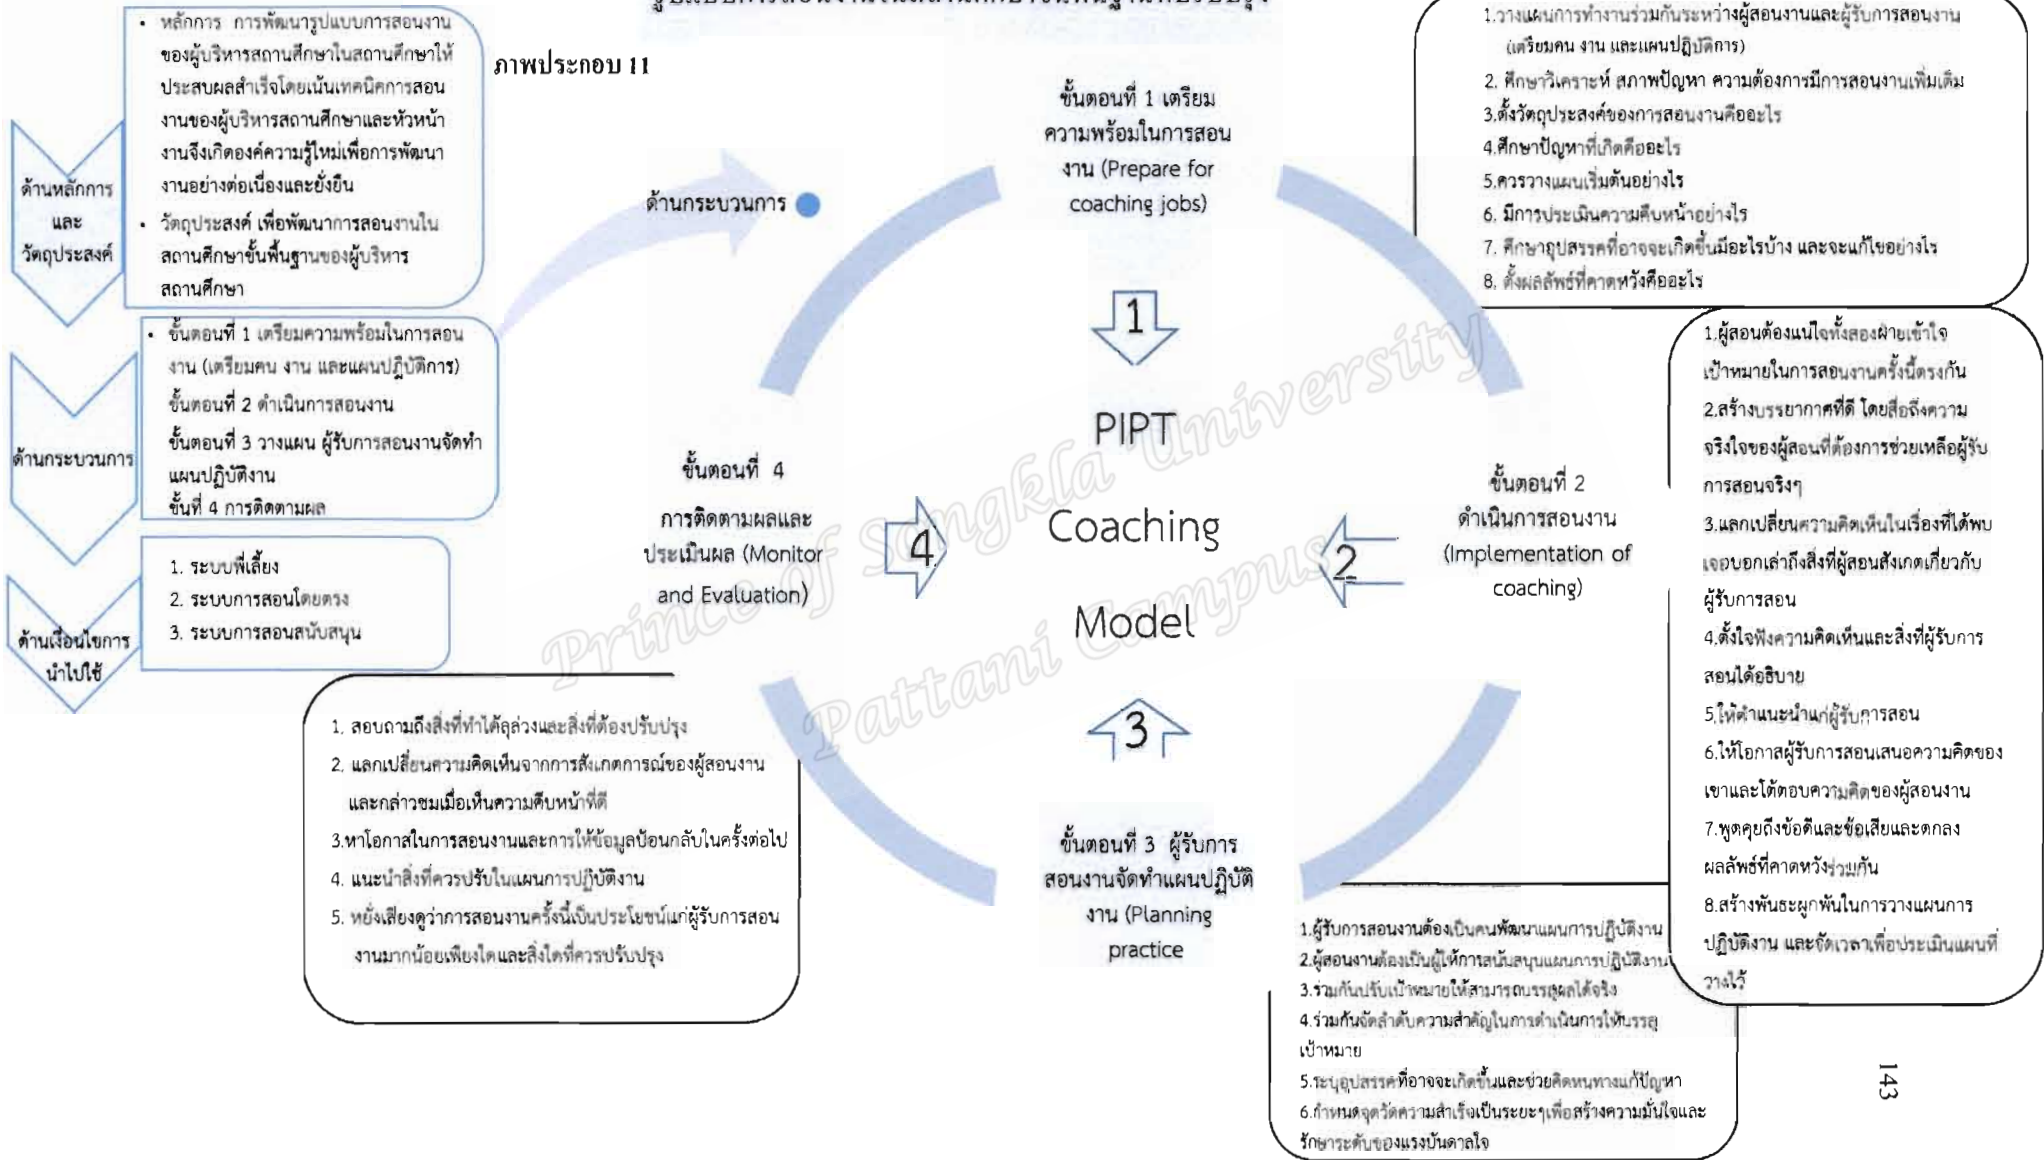 รูปแบบการสอนงานในสถานศึกษาขั้นพื้นฐานที่ปรับปรุง
ภาพประกอบ 11
ด้านหลักการ
และ
วัตถุประสงค์
• หลักการ การพัฒนารูปแบบการสอนงาน
ของผู้บริหารสถานศึกษาในสถานศึกษาให้
ประสบผลสำเร็จโดยเน้นเทคนิคการสอน
งานของผู้บริหารสถานศึกษาและหัวหน้า
งานจึงเกิดองค์ความรู้ใหม่เพื่อการพัฒนา
งานอย่างต่อเนื่องและยั่งยืน
• วัตถุประสงค์ เพื่อพัฒนาการสอนงานใน
สถานศึกษาขั้นพื้นฐานของผู้บริหาร
สถานศึกษา
ด้านกระบวนการ
• ขั้นตอนที่ 1 เตรียมความพร้อมในการสอน
งาน (เตรียมคน งาน และแผนปฏิบัติการ)
ขั้นตอนที่ 2 ดำเนินการสอนงาน
ขั้นตอนที่ 3 วางแผน ผู้รับการสอนงานจัดทำ
แผนปฏิบัติงาน
ขั้นที่ 4 การติดตามผล
ด้านเงื่อนไขการ
นำไปใช้
1. ระบบพี่เลี้ยง
2. ระบบการสอนโดยตรง
3. ระบบการสอนสนับสนุน
ด้านกระบวนการ
ขั้นตอนที่ 1 เตรียม
ความพร้อมในการสอน
งาน (Prepare for
coaching jobs)
1
PIPT
Coaching
Model
1.วางแผนการทำงานร่วมกันระหว่างผู้สอนงานและผู้รับการสอนงาน
(เตรียมคน งาน และแผนปฏิบัติการ)
2. ศึกษาวิเคราะห์ สภาพปัญหา ความต้องการมีการสอนงานเพิ่มเติม
3.ตั้งวัตถุประสงค์ของการสอนงานคืออะไร
4.ศึกษาปัญหาที่เกิดคืออะไร
5.ควรวางแผนเริ่มต้นอย่างไร
6. มีการประเมินความคืบหน้าอย่างไร
7. ศึกษาอุปสรรคที่อาจจะเกิดขึ้นมีอะไรบ้าง และจะแก้ไขอย่างไร
8. ตั้งผลลัพธ์ที่คาดหวังคืออะไร
ขั้นตอนที่ 2
ดำเนินการสอนงาน
(Implementation of
coaching)
2
1.ผู้สอนต้องแน่ใจทั้งสองฝ่ายเข้าใจ
เป้าหมายในการสอนงานครั้งนี้ตรงกัน
2.สร้างบรรยากาศที่ดี โดยสื่อถึงความ
จริงใจของผู้สอนที่ต้องการช่วยเหลือผู้รับ
การสอนจริงๆ
3.แลกเปลี่ยนความคิดเห็นในเรื่องที่ได้พบ
เจอบอกเล่าถึงสิ่งที่ผู้สอนสังเกตเกี่ยวกับ
ผู้รับการสอน
4.ตั้งใจฟังความคิดเห็นและสิ่งที่ผู้รับการ
สอนได้อธิบาย
5.ให้คำแนะนำแก่ผู้รับการสอน
6.ให้โอกาสผู้รับการสอนเสนอความคิดของ
เขาและโต้ตอบความคิดของผู้สอนงาน
7.พูดคุยถึงข้อดีและข้อเสียและตกลง
ผลลัพธ์ที่คาดหวังร่วมกัน
8.สร้างพันธะผูกพันในการวางแผนการ
ปฏิบัติงาน และจัดเวลาเพื่อประเมินแผนที่
วางไว้
3
ขั้นตอนที่ 3 ผู้รับการ
สอนงานจัดทำแผนปฏิบัติ
งาน (Planning
practice
1.ผู้รับการสอนงานต้องเป็นคนพัฒนาแผนการปฏิบัติงาน
2.ผู้สอนงานต้องเป็นผู้ให้การสนับสนุนแผนการปฏิบัติงาน
3.ร่วมกันปรับเป้าหมายให้สามารถบรรลุผลได้จริง
4.ร่วมกันจัดลำดับความสำคัญในการดำเนินการให้บรรลุ
เป้าหมาย
5.ระบุอุปสรรคที่อาจจะเกิดขึ้นและช่วยคิดหนทางแก้ปัญหา
6.กำหนดจุดวัดความสำเร็จเป็นระยะๆเพื่อสร้างความมั่นใจและ
รักษาระดับของแรงบันดาลใจ
ขั้นตอนที่ 4
การติดตามผลและ
ประเมินผล (Monitor
and Evaluation)
4
1. สอบถามถึงสิ่งที่ทำได้ลุล่วงและสิ่งที่ต้องปรับปรุง
2. แลกเปลี่ยนความคิดเห็นจากการสังเกตการณ์ของผู้สอนงาน
และกล่าวชมเมื่อเห็นความคืบหน้าที่ดี
3.หาโอกาสในการสอนงานและการให้ข้อมูลป้อนกลับในครั้งต่อไป
4. แนะนำสิ่งที่ควรปรับในแผนการปฏิบัติงาน
5. หยั่งเสียงดูว่าการสอนงานครั้งนี้เป็นประโยชน์แก่ผู้รับการสอน
งานมากน้อยเพียงใดและสิ่งใดที่ควรปรับปรุง
Prince of Songkla University
Pattani Campus
143